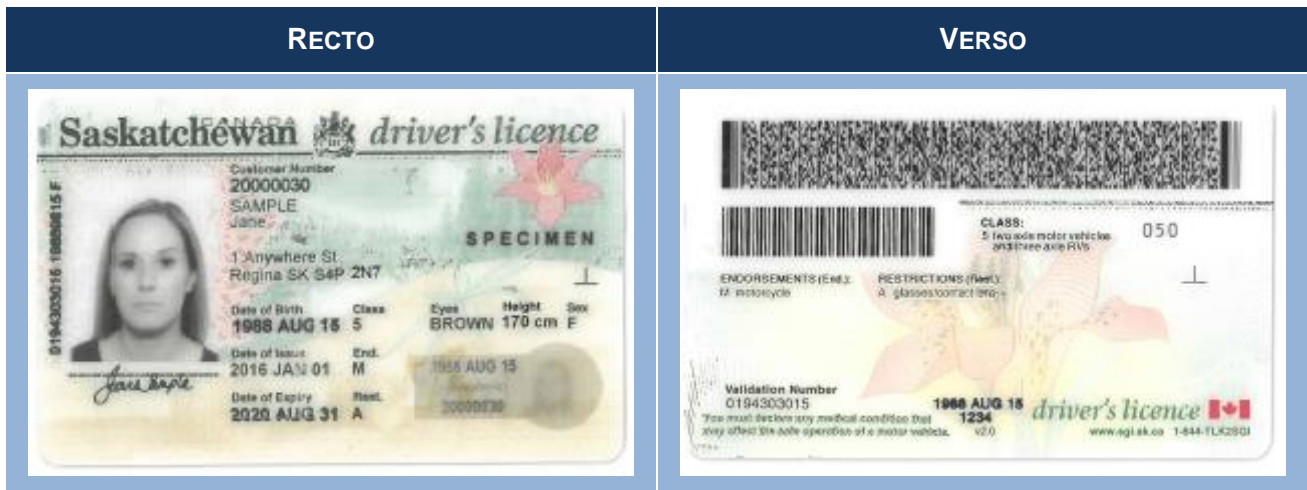 RECTO
VERSO
CANADA
Saskatchewan driver's licence
Customer Number
20000030
SAMPLE
Jane
SPECIMEN
1 Anywhere St
Regina SK S4P 2N7
Date of Birth Class Eyes Height Sex
1988 AUG 15 5 BROWN 170 cm F
Date of Issue End.
2016 JAN 01 M
1988 AUG 15
Date of Expiry Rest.
2020 AUG 31 A
20000030
Jane Sample
CLASS:
5 two axle motor vehicles
and three axle RVs
050
ENDORSEMENTS (End.): RESTRICTIONS (Rest.):
M motorcycle A glasses/contact lens
Validation Number
0194303015
1988 AUG 15
1234
v2.0
You must declare any medical condition that
may affect the safe operation of a motor vehicle.
driver's licence
www.sgi.sk.ca 1-844-TLK2SGI